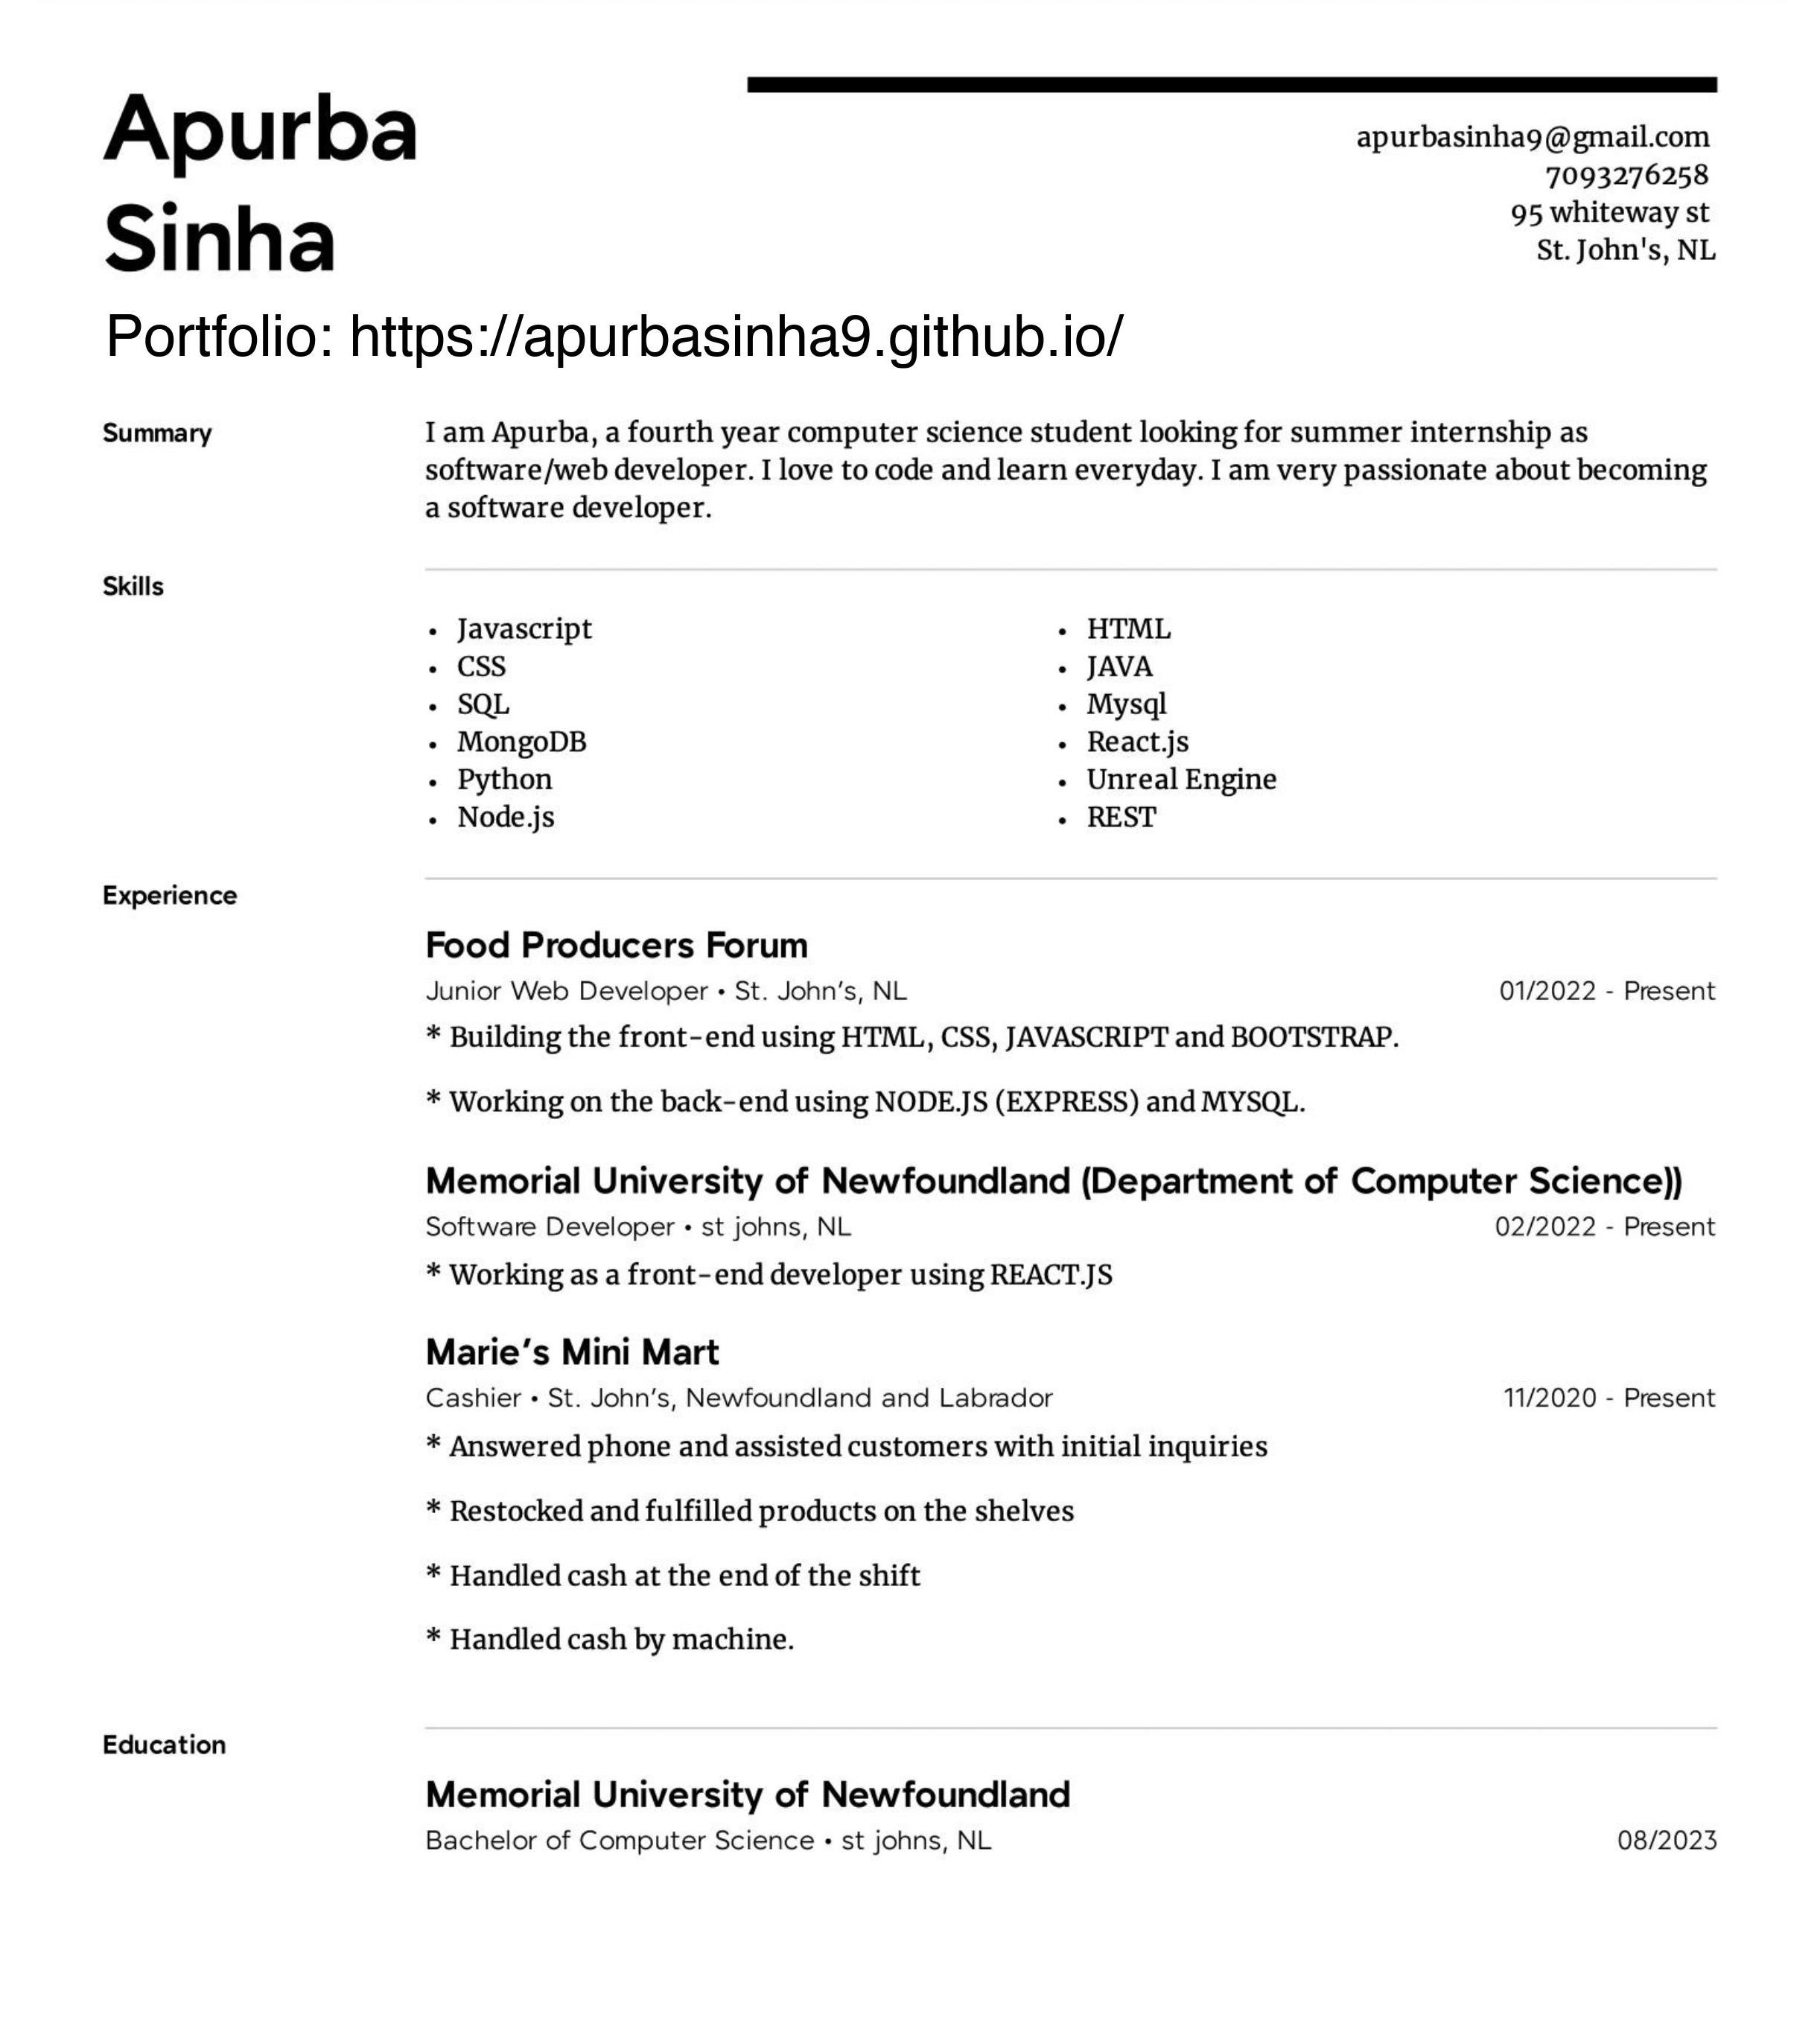 Apurba
Sinha
apurbasinha9@gmail.com
7093276258
95 whiteway st
St. John's, NL
Portfolio: https://apurbasinha9.github.io/
Summary
I am Apurba, a fourth year computer science student looking for summer internship as
software/web developer. I love to code and learn everyday. I am very passionate about becoming
a software developer.
Skills
• Javascript
• CSS
• SQL
• MongoDB
• Python
• Node.js
• HTML
• JAVA
• Mysql
• React.js
• Unreal Engine
• REST
Experience
Food Producers Forum
Junior Web Developer • St. John’s, NL 01/2022 - Present
* Building the front-end using HTML, CSS, JAVASCRIPT and BOOTSTRAP.
* Working on the back-end using NODE.JS (EXPRESS) and MYSQL.
Memorial University of Newfoundland (Department of Computer Science))
Software Developer • st johns, NL 02/2022 - Present
* Working as a front-end developer using REACT.JS
Marie’s Mini Mart
Cashier • St. John’s, Newfoundland and Labrador 11/2020 - Present
* Answered phone and assisted customers with initial inquiries
* Restocked and fulfilled products on the shelves
* Handled cash at the end of the shift
* Handled cash by machine.
Education
Memorial University of Newfoundland
Bachelor of Computer Science • st johns, NL 08/2023